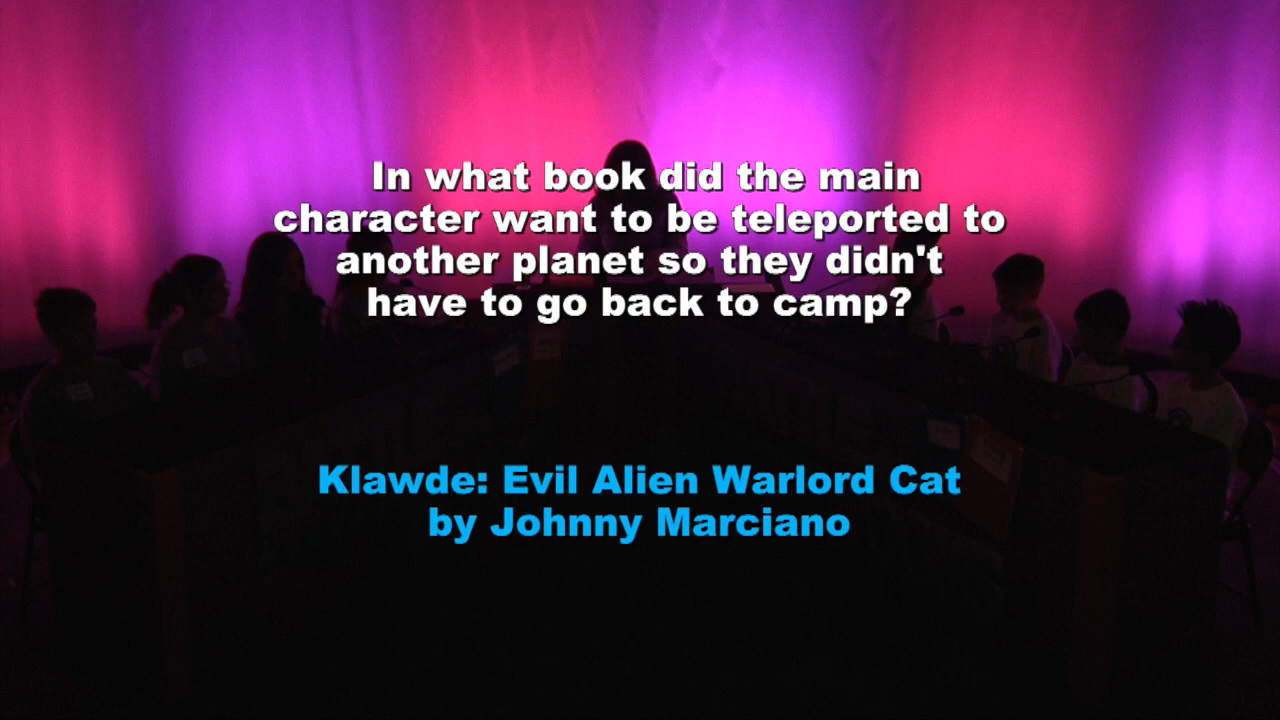 In what book did the main
character want to be teleported to
another planet so they didn't
have to go back to camp?
Klawde: Evil Alien Warlord Cat
by Johnny Marciano